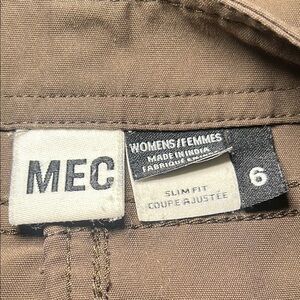 MEC
WOMENS/FEMMES
MADE IN INDIA
SLIM FIT
COUPE AJUSTÉE
6